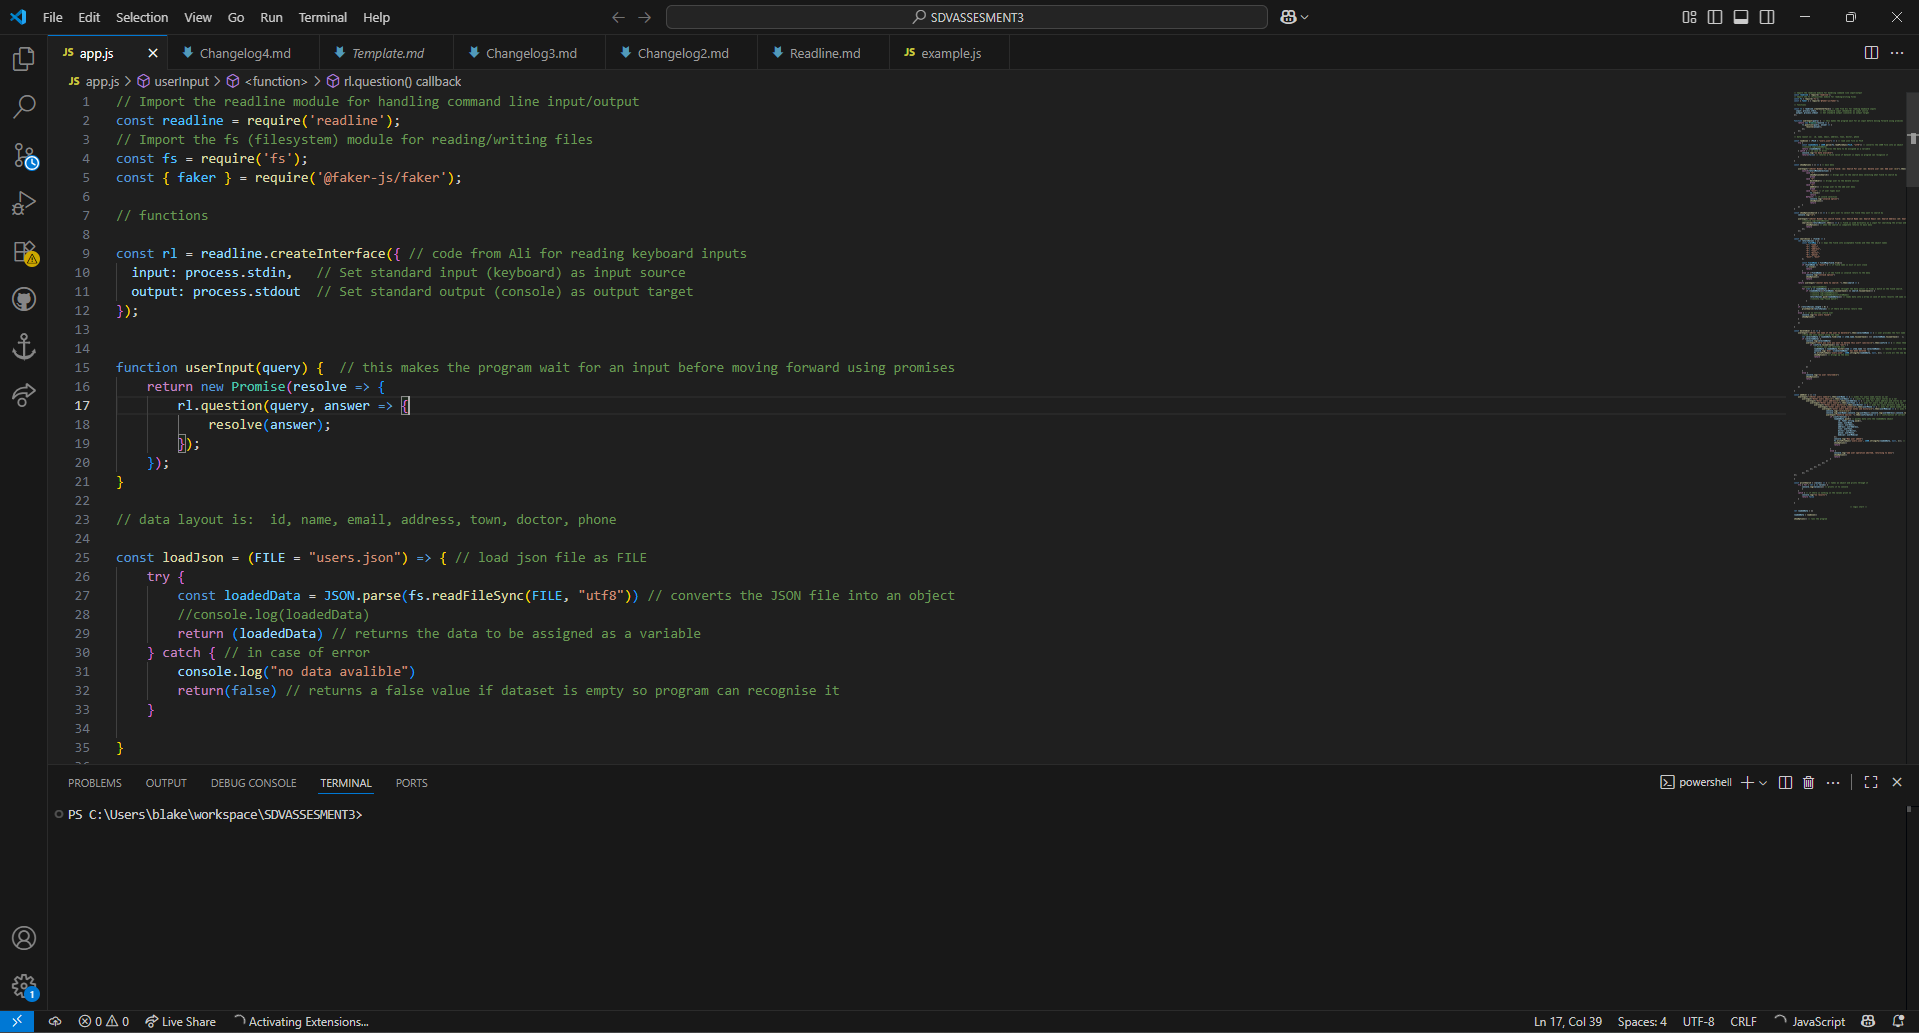 File Edit Selection View Go Run Terminal Help
SDVASSESMENT3
JS app.js Changelog4.md Template.md Changelog3.md Changelog2.md Readline.md JS example.js
JS app.js > userInput > <function> > rl.question() callback
1 // Import the readline module for handling command line input/output
2 const readline = require('readline');
3 // Import the fs (filesystem) module for reading/writing files
4 const fs = require('fs');
5 const { faker } = require('@faker-js/faker');
6
7 // functions
8
9 const rl = readline.createInterface({ // code from Ali for reading keyboard inputs
10 input: process.stdin, // Set standard input (keyboard) as input source
11 output: process.stdout // Set standard output (console) as output target
12 });
13
14
15 function userInput(query) { // this makes the program wait for an input before moving forward using promises
16 return new Promise(resolve => {
17 rl.question(query, answer => {
18 resolve(answer);
19 });
20 });
21 }
22
23 // data layout is: id, name, email, address, town, doctor, phone
24
25 const loadJson = (FILE = "users.json") => { // load json file as FILE
26 try {
27 const loadedData = JSON.parse(fs.readFileSync(FILE, "utf8")) // converts the JSON file into an object
28 //console.log(loadedData)
29 return (loadedData) // returns the data to be assigned as a variable
30 } catch { // in case of error
31 console.log("no data avalible")
32 return(false) // returns a false value if dataset is empty so program can recognise it
33 }
34
35 }
PROBLEMS OUTPUT DEBUG CONSOLE TERMINAL PORTS
powershell
PS C:\Users\blake\workspace\SDVASSESMENT3>
1
0 0 Live Share Activating Extensions... Ln 17, Col 39 Spaces: 4 UTF-8 CRLF JavaScript